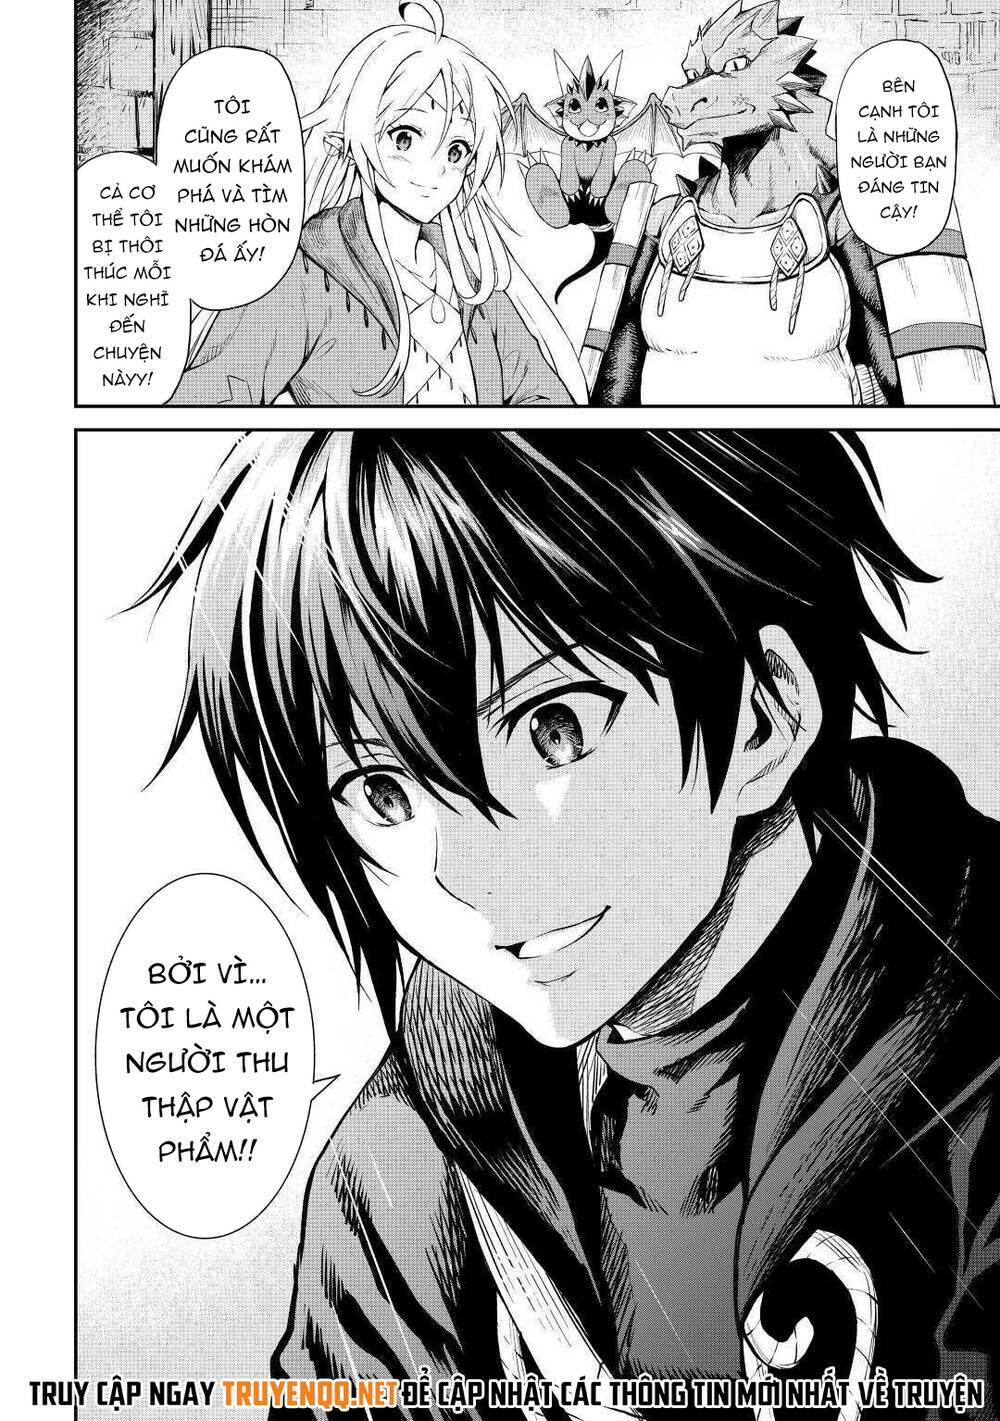 BÊN
CẠNH TÔI
LÀ NHỮNG
NGƯỜI BẠN
ĐÁNG TIN
CẬY!
TÔI
CŨNG RẤT
MUỐN KHÁM
PHÁ VÀ TÌM
NHỮNG HÒN
ĐÁ ẤY!
CẢ CƠ
THỂ TÔI
BỊ THÔI
THÚC MỖI
KHI NGHĨ
ĐẾN
CHUYỆN
NÀYY!
BỞI VÌ...
TÔI LÀ MỘT
NGƯỜI THU
THẬP VẬT
PHẨM!!
TRUY CẬP NGAY TRUYENQQ.NET ĐỂ CẬP NHẬT CÁC THÔNG TIN MỚI NHẤT VỀ TRUYỆN